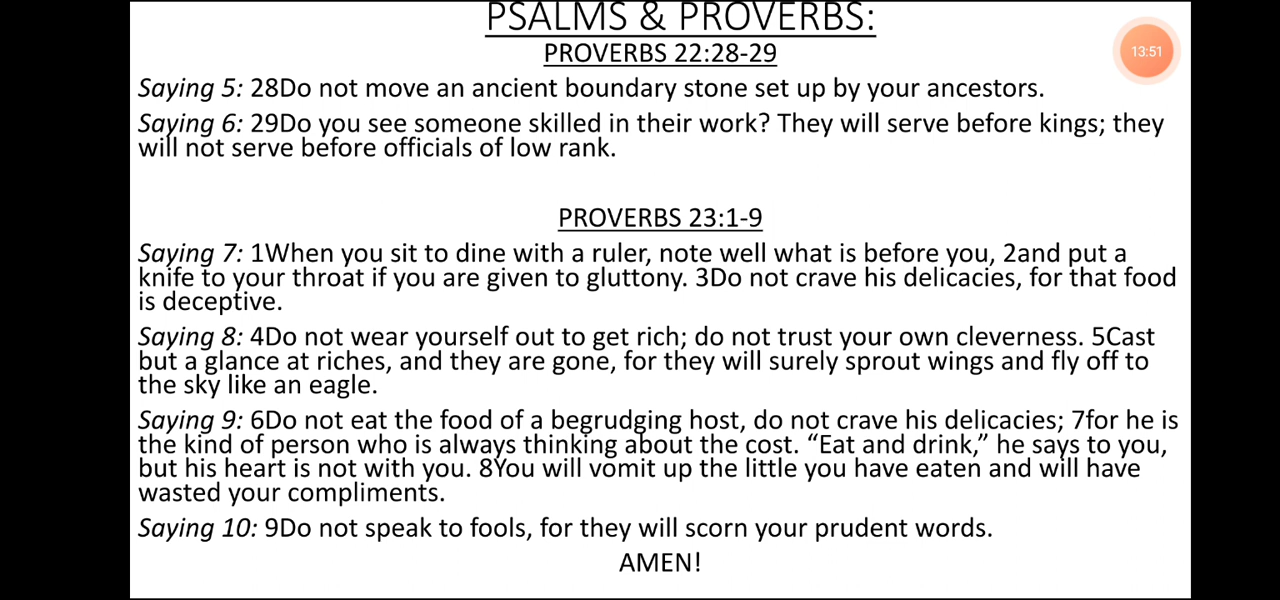 PSALMS & PROVERBS:
PROVERBS 22:28-29
13:51
Saying 5: 28Do not move an ancient boundary stone set up by your ancestors.
Saying 6: 29Do you see someone skilled in their work? They will serve before kings; they
will not serve before officials of low rank.
PROVERBS 23:1-9
Saying 7: 1When you sit to dine with a ruler, note well what is before you, 2and put a
knife to your throat if you are given to gluttony. 3Do not crave his delicacies, for that food
is deceptive.
Saying 8: 4Do not wear yourself out to get rich; do not trust your own cleverness. 5Cast
but a glance at riches, and they are gone, for they will surely sprout wings and fly off to
the sky like an eagle.
Saying 9: 6Do not eat the food of a begrudging host, do not crave his delicacies; 7for he is
the kind of person who is always thinking about the cost. “Eat and drink,” he says to you,
but his heart is not with you. 8You will vomit up the little you have eaten and will have
wasted your compliments.
Saying 10: 9Do not speak to fools, for they will scorn your prudent words.
AMEN!